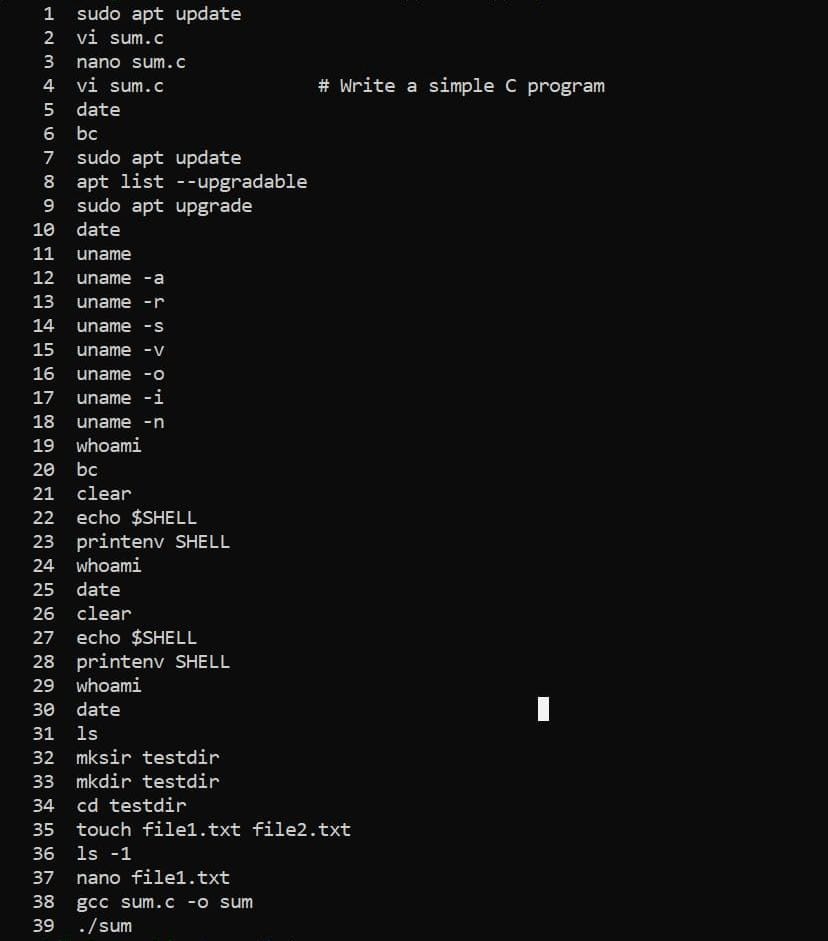 1 sudo apt update
2 vi sum.c
3 nano sum.c
4 vi sum.c # Write a simple C program
5 date
6 bc
7 sudo apt update
8 apt list --upgradable
9 sudo apt upgrade
10 date
11 uname
12 uname -a
13 uname -r
14 uname -s
15 uname -v
16 uname -o
17 uname -i
18 uname -n
19 whoami
20 bc
21 clear
22 echo $SHELL
23 printenv SHELL
24 whoami
25 date
26 clear
27 echo $SHELL
28 printenv SHELL
29 whoami
30 date
31 ls
32 mksir testdir
33 mkdir testdir
34 cd testdir
35 touch file1.txt file2.txt
36 ls -1
37 nano file1.txt
38 gcc sum.c -o sum
39 ./sum